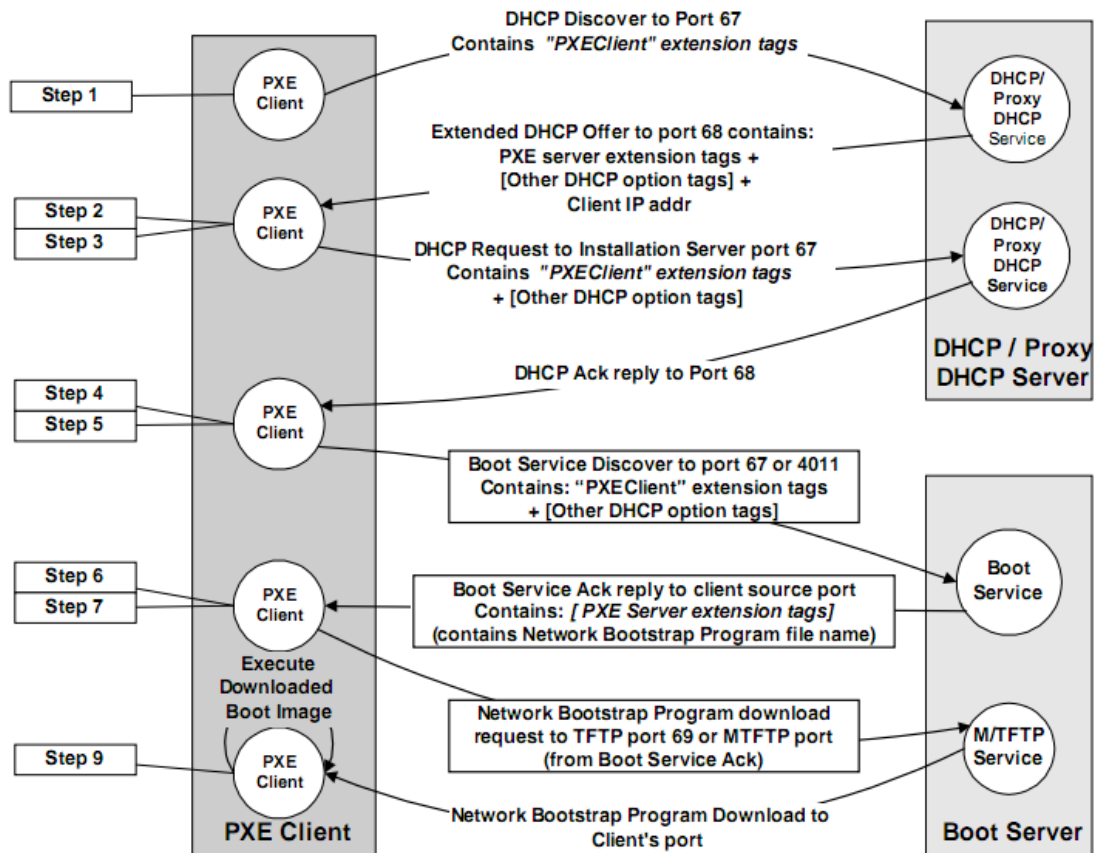 DHCP Discover to Port 67
Contains "PXEClient" extension tags
Step 1
PXE
Client
DHCP/
Proxy
DHCP
Service
Extended DHCP Offer to port 68 contains:
PXE server extension tags +
[Other DHCP option tags] +
Client IP addr
Step 2
Step 3
PXE
Client
DHCP Request to Installation Server port 67
Contains "PXEClient" extension tags
+ [Other DHCP option tags]
DHCP/
Proxy
DHCP
Service
DHCP / Proxy
DHCP Server
DHCP Ack reply to Port 68
Step 4
Step 5
PXE
Client
Boot Service Discover to port 67 or 4011
Contains: “PXEClient” extension tags
+ [Other DHCP option tags]
Boot
Service
Step 6
Step 7
PXE
Client
Boot Service Ack reply to client source port
Contains: [ PXE Server extension tags]
(contains Network Bootstrap Program file name)
Execute
Downloaded
Boot Image
Network Bootstrap Program download
request to TFTP port 69 or MTFTP port
(from Boot Service Ack)
M/TFTP
Service
Step 9
PXE
Client
Network Bootstrap Program Download to
Client's port
PXE Client
Boot Server